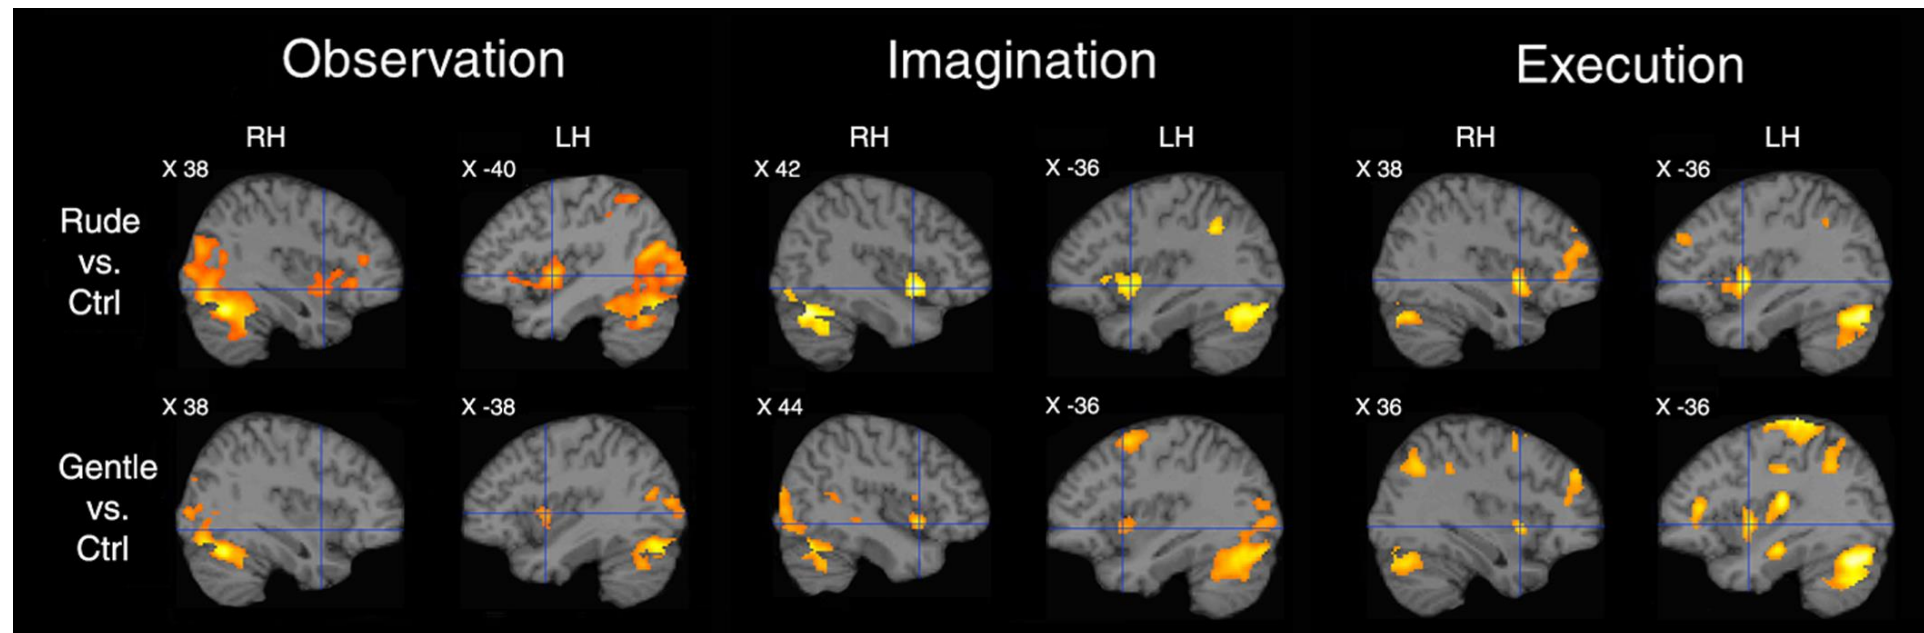 Observation
Imagination
Execution
RH
LH
RH
LH
RH
LH
X 38
X -40
X 42
X -36
X 38
X -36
Rude
vs.
Ctrl
X 38
X -38
X 44
X -36
X 36
X -36
Gentle
vs.
Ctrl